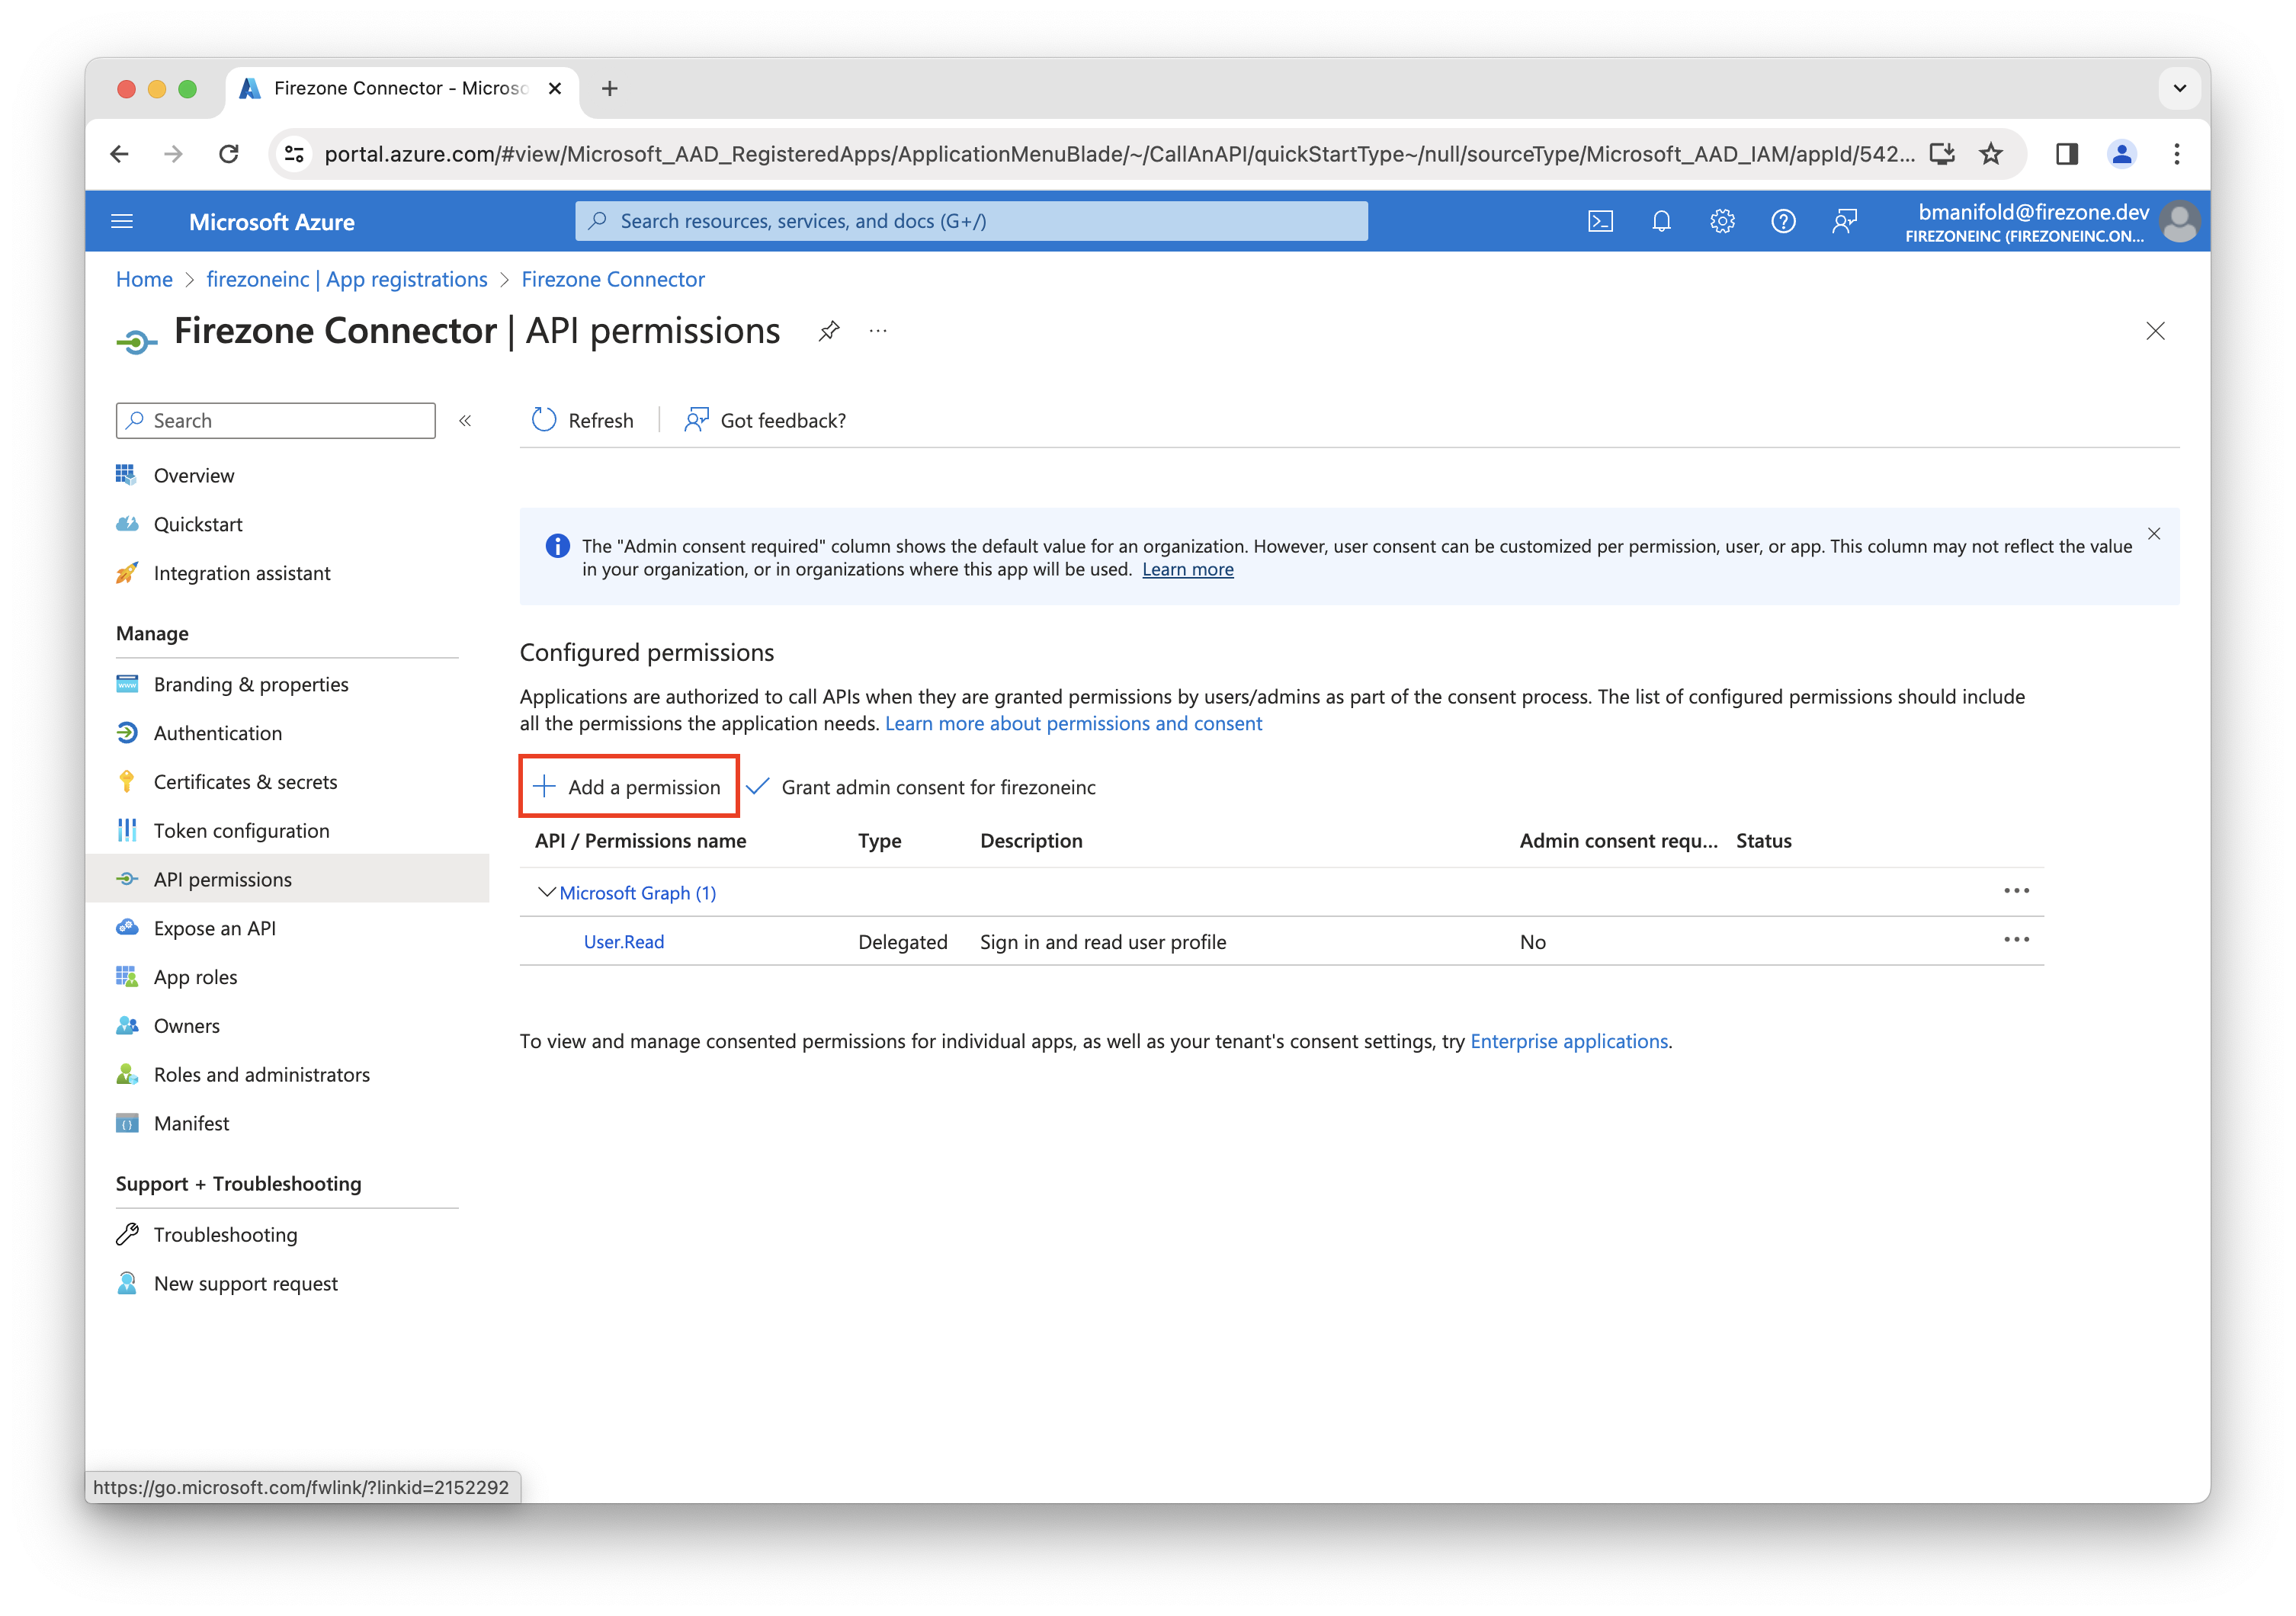 Firezone Connector - Microso
portal.azure.com/#view/Microsoft_AAD_RegisteredApps/ApplicationMenuBlade/~/CallAnAPI/quickStartType~/null/sourceType/Microsoft_AAD_IAM/appId/542...
Microsoft Azure
Search resources, services, and docs (G+/)
bmanifold@firezone.dev
FIREZONEINC (FIREZONEINC.ON...
Home > firezoneinc | App registrations > Firezone Connector
Firezone Connector | API permissions
Search
Refresh
Got feedback?
Overview
Quickstart
Integration assistant
Manage
Branding & properties
Authentication
Certificates & secrets
Token configuration
API permissions
Expose an API
App roles
Owners
Roles and administrators
Manifest
Support + Troubleshooting
Troubleshooting
New support request
The "Admin consent required" column shows the default value for an organization. However, user consent can be customized per permission, user, or app. This column may not reflect the value
in your organization, or in organizations where this app will be used. Learn more
Configured permissions
Applications are authorized to call APIs when they are granted permissions by users/admins as part of the consent process. The list of configured permissions should include
all the permissions the application needs. Learn more about permissions and consent
Add a permission
Grant admin consent for firezoneinc
API / Permissions name Type Description Admin consent requ... Status
Microsoft Graph (1)
User.Read Delegated Sign in and read user profile No
To view and manage consented permissions for individual apps, as well as your tenant's consent settings, try Enterprise applications.
https://go.microsoft.com/fwlink/?linkid=2152292